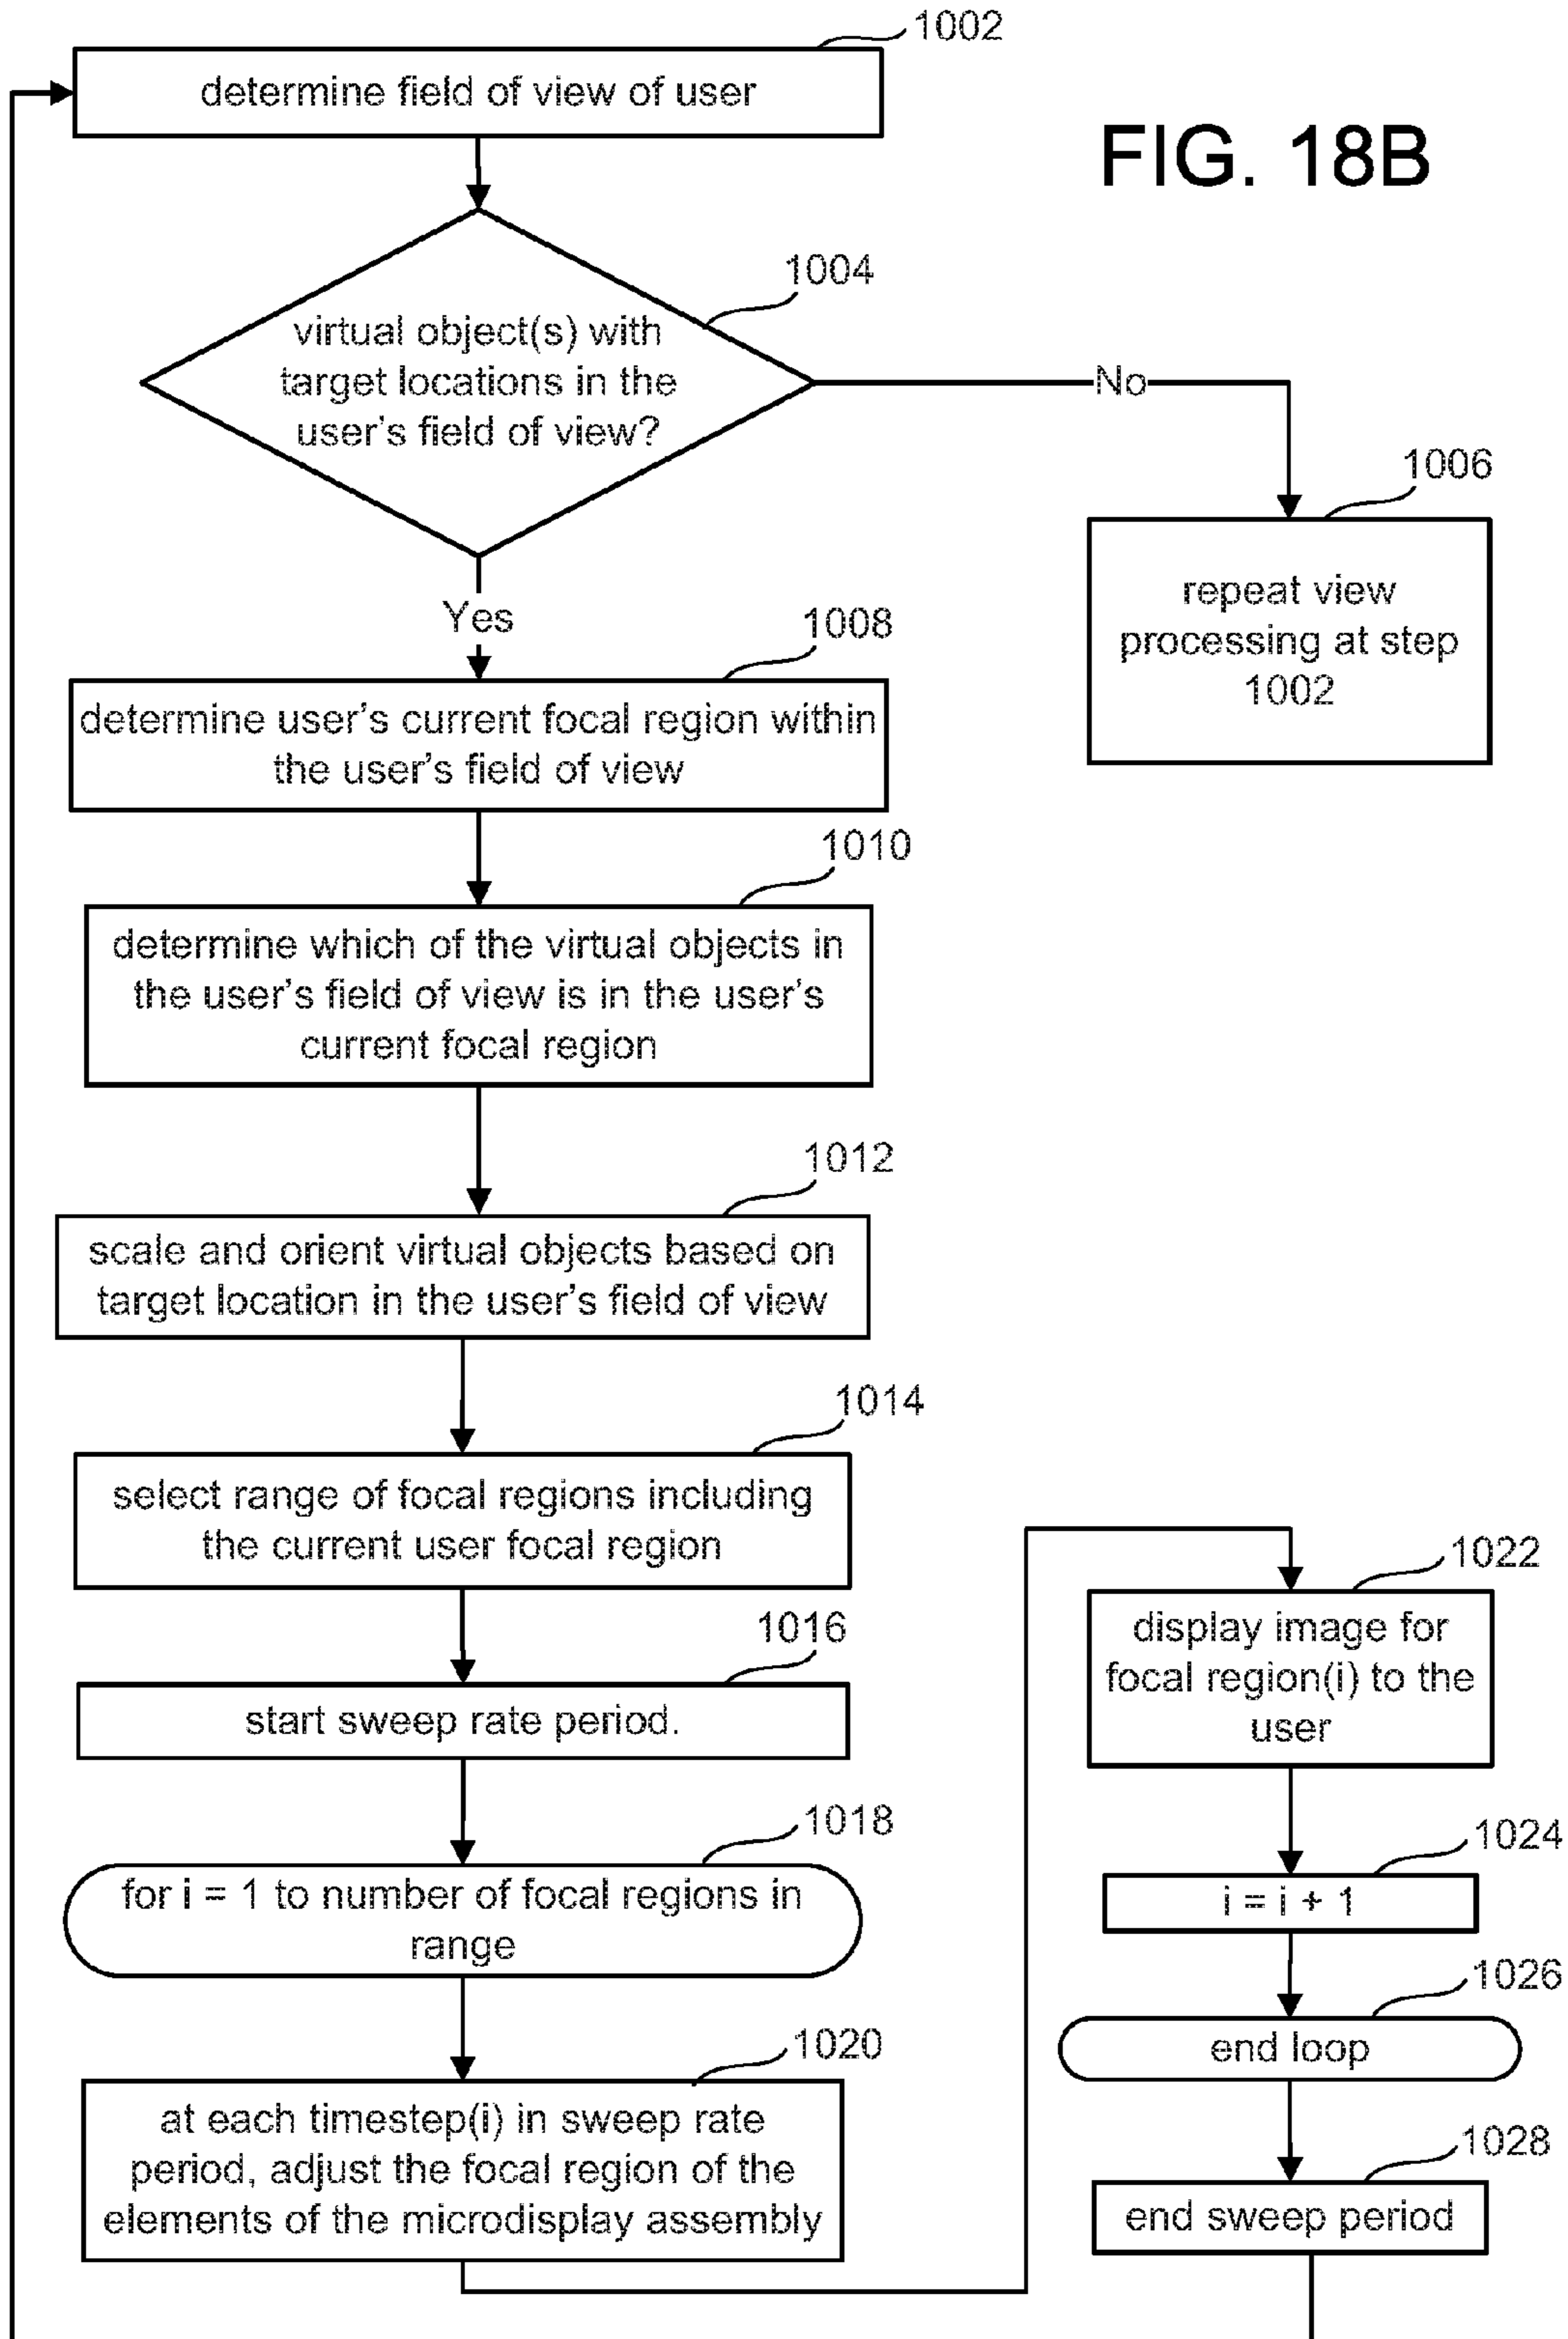 1002
determine field of view of user
FIG. 18B
1004
virtual object(s) with
target locations in the
user's field of view?
No
1006
repeat view
processing at step
1002
Yes
1008
determine user's current focal region within
the user's field of view
1010
determine which of the virtual objects in
the user's field of view is in the user's
current focal region
1012
scale and orient virtual objects based on
target location in the user's field of view
1014
select range of focal regions including
the current user focal region
1016
start sweep rate period.
1018
for i = 1 to number of focal regions in
range
1020
at each timestep(i) in sweep rate
period, adjust the focal region of the
elements of the microdisplay assembly
1022
display image for
focal region(i) to the
user
1024
i = i + 1
1026
end loop
1028
end sweep period